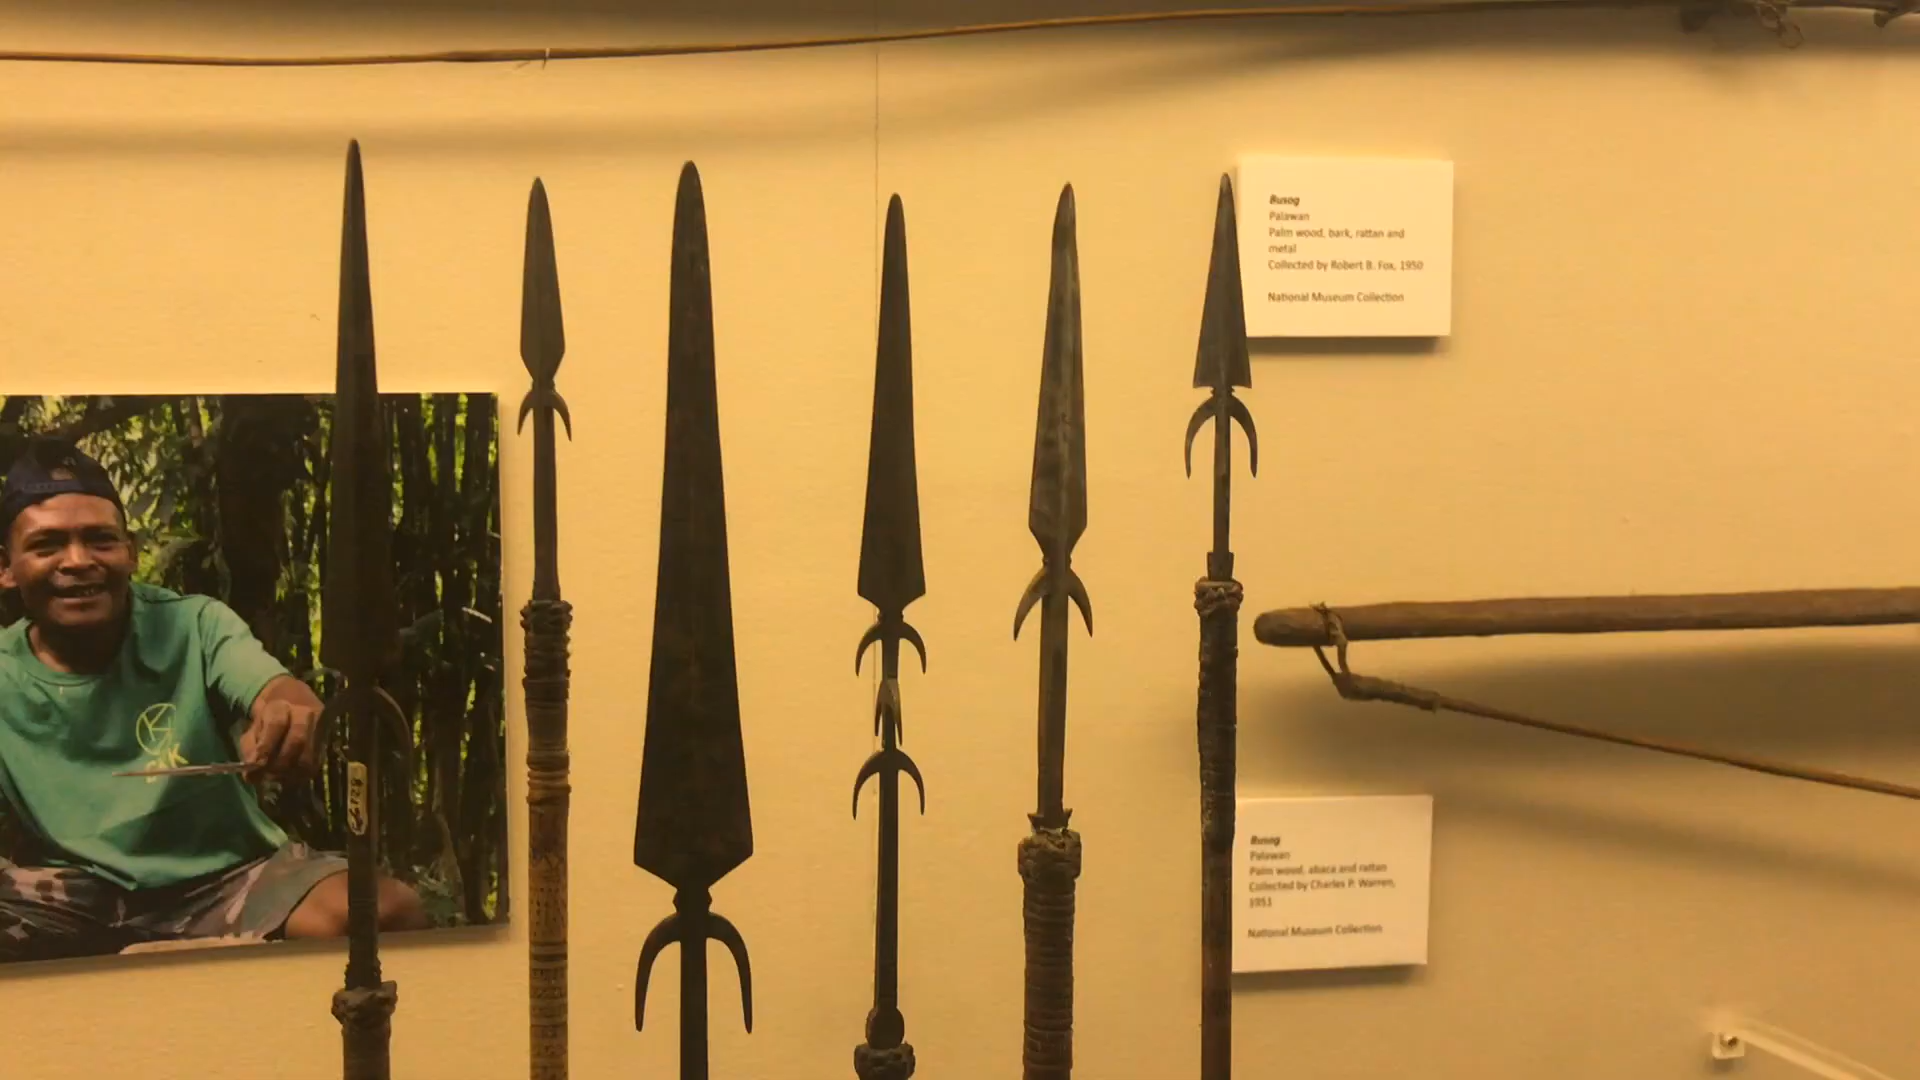 Busog
Palawan
Palm wood, bark, rattan and
metal
Collected by Robert B. Fox, 1950
National Museum Collection
Busog
Palawan
Palm wood, abaca and rattan
Collected by Charles P. Warren,
1951
National Museum Collection